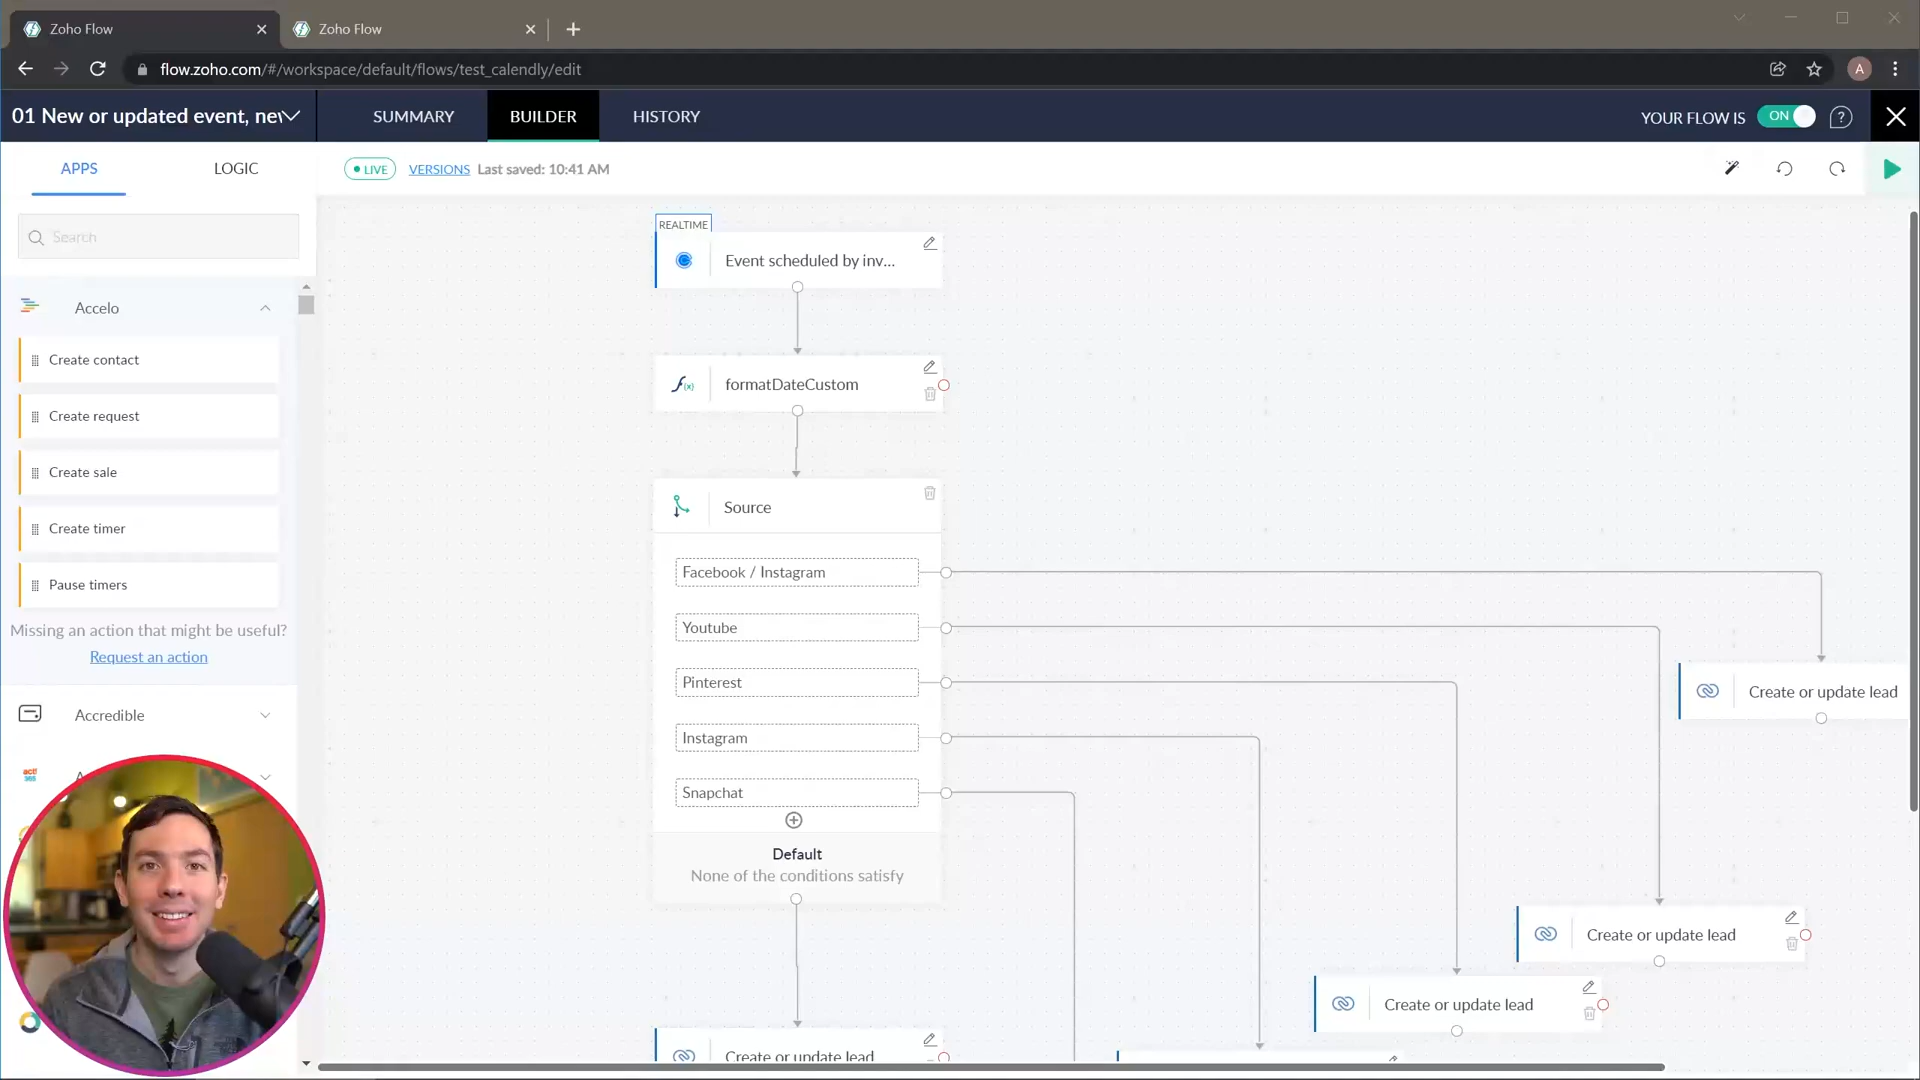 Zoho Flow
Zoho Flow
flow.zoho.com/#/workspace/default/flows/test_calendly/edit
A
01 New or updated event, nev
SUMMARY
BUILDER
HISTORY
YOUR FLOW IS
ON
?
APPS
LOGIC
LIVE
VERSIONS
Last saved: 10:41 AM
Search
REALTIME
Event scheduled by inv...
Accelo
Create contact
formatDateCustom
Create request
Create sale
Source
Create timer
Facebook / Instagram
Pause timers
Youtube
Missing an action that might be useful?
Request an action
Pinterest
Create or update lead
Accredible
Instagram
act!
365
A
Snapchat
Default
None of the conditions satisfy
Create or update lead
Create or update lead
Create or update lead